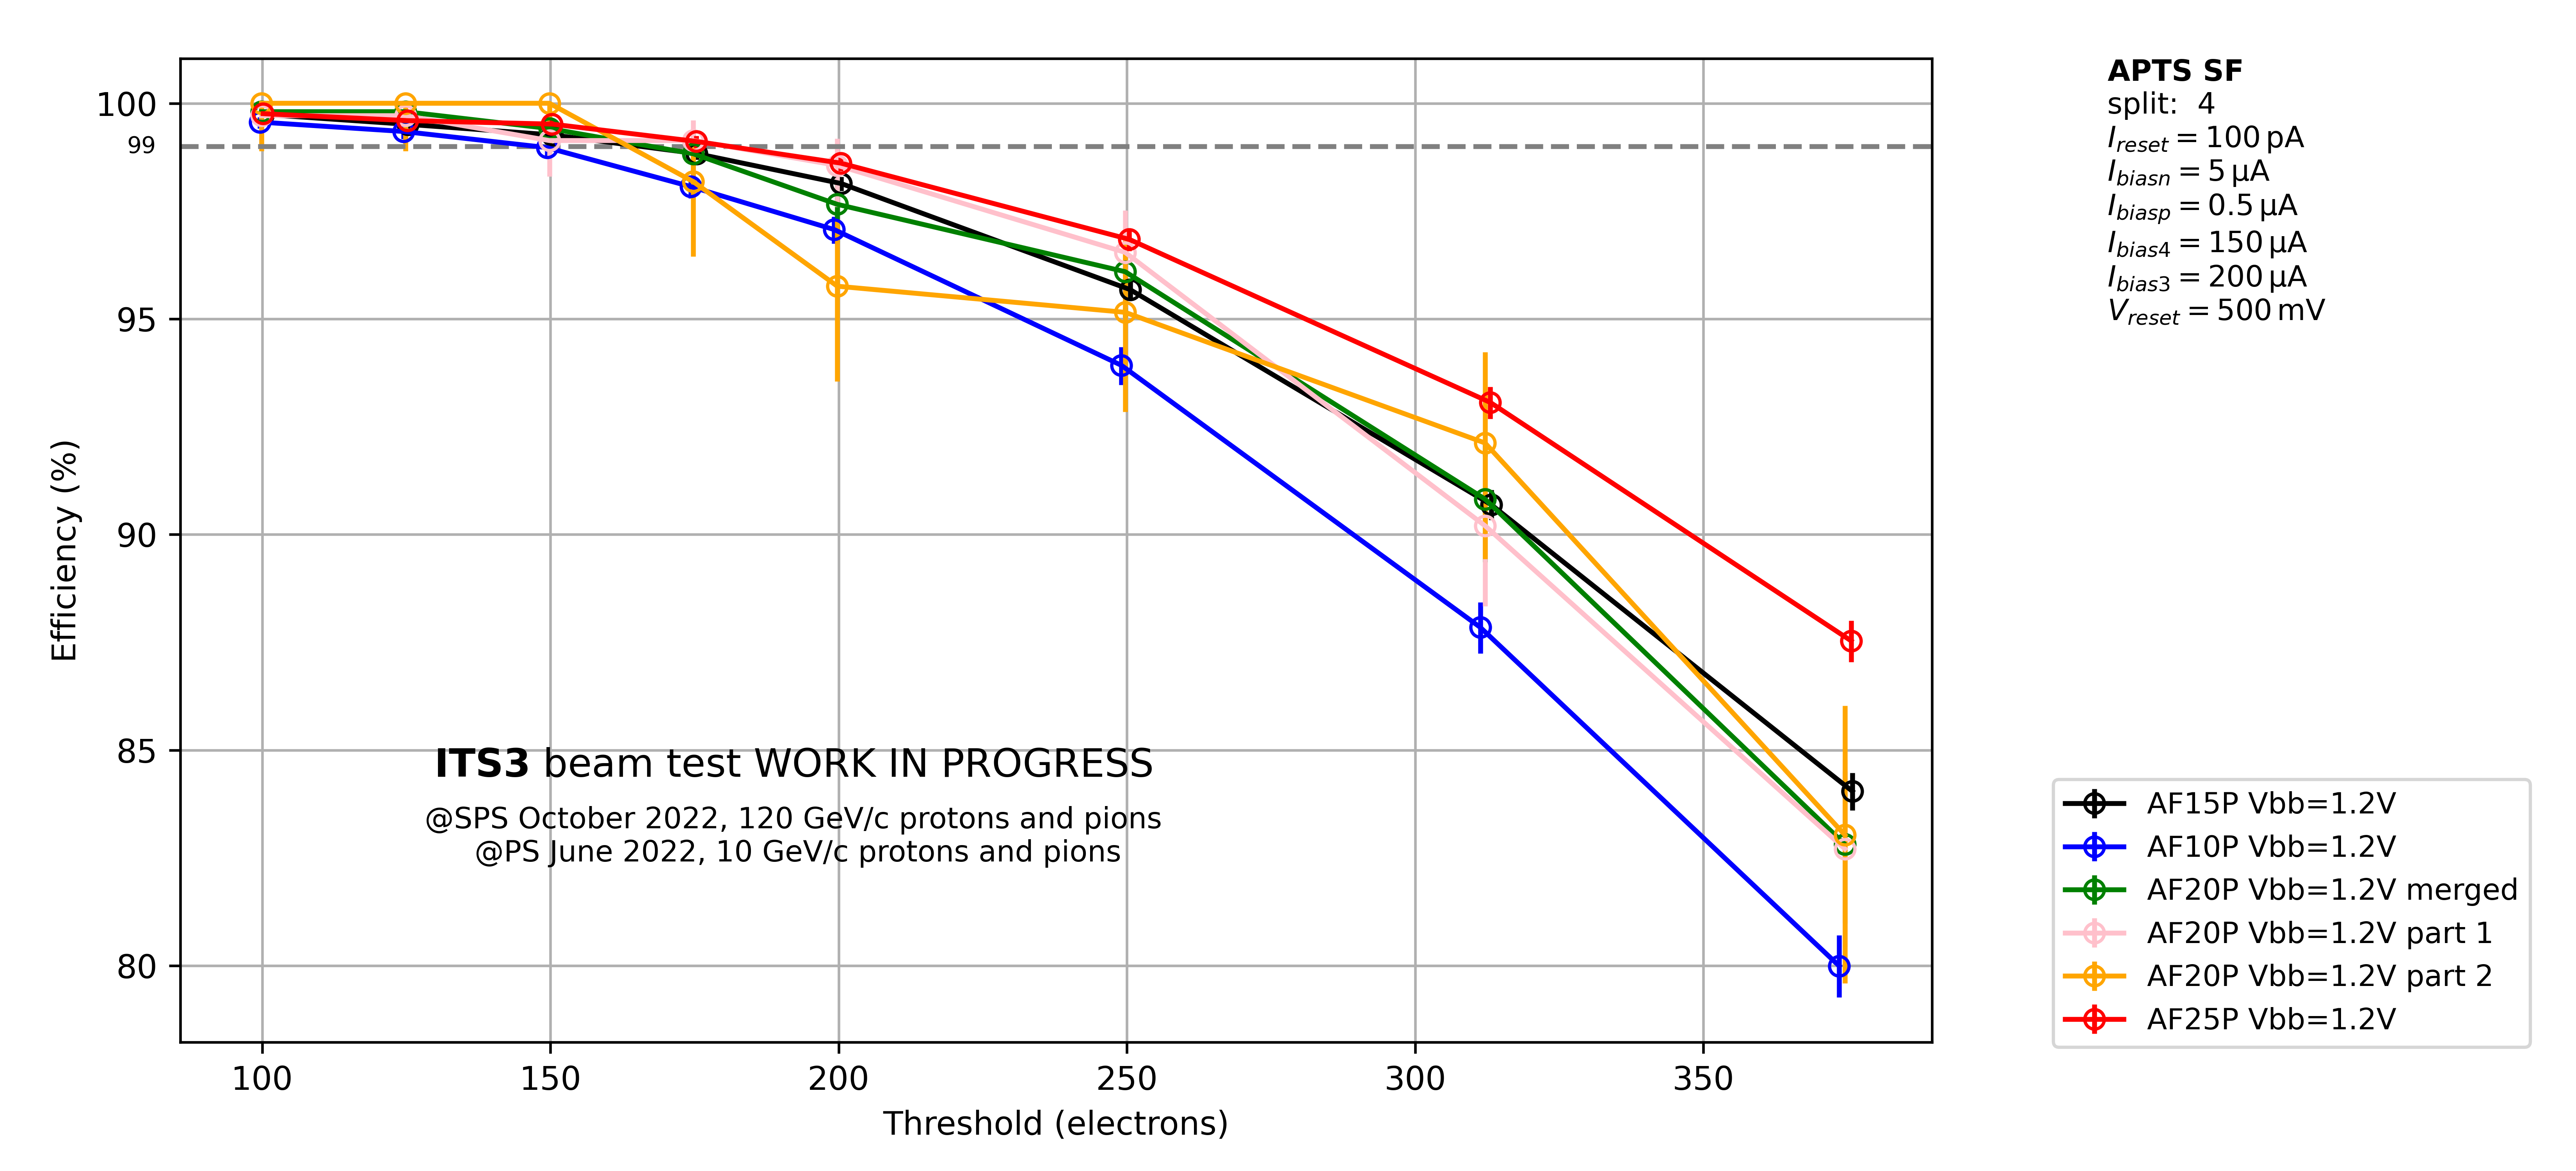 100
99
95
90
85
80
Efficiency (%)
ITS3 beam test WORK IN PROGRESS
@SPS October 2022, 120 GeV/c protons and pions
@PS June 2022, 10 GeV/c protons and pions
100 150 200 250 300 350
Threshold (electrons)
APTS SF
split: 4
I_reset = 100 pA
I_biasn = 5 µA
I_biasp = 0.5 µA
I_bias4 = 150 µA
I_bias3 = 200 µA
V_reset = 500 mV
AF15P Vbb=1.2V
AF10P Vbb=1.2V
AF20P Vbb=1.2V merged
AF20P Vbb=1.2V part 1
AF20P Vbb=1.2V part 2
AF25P Vbb=1.2V